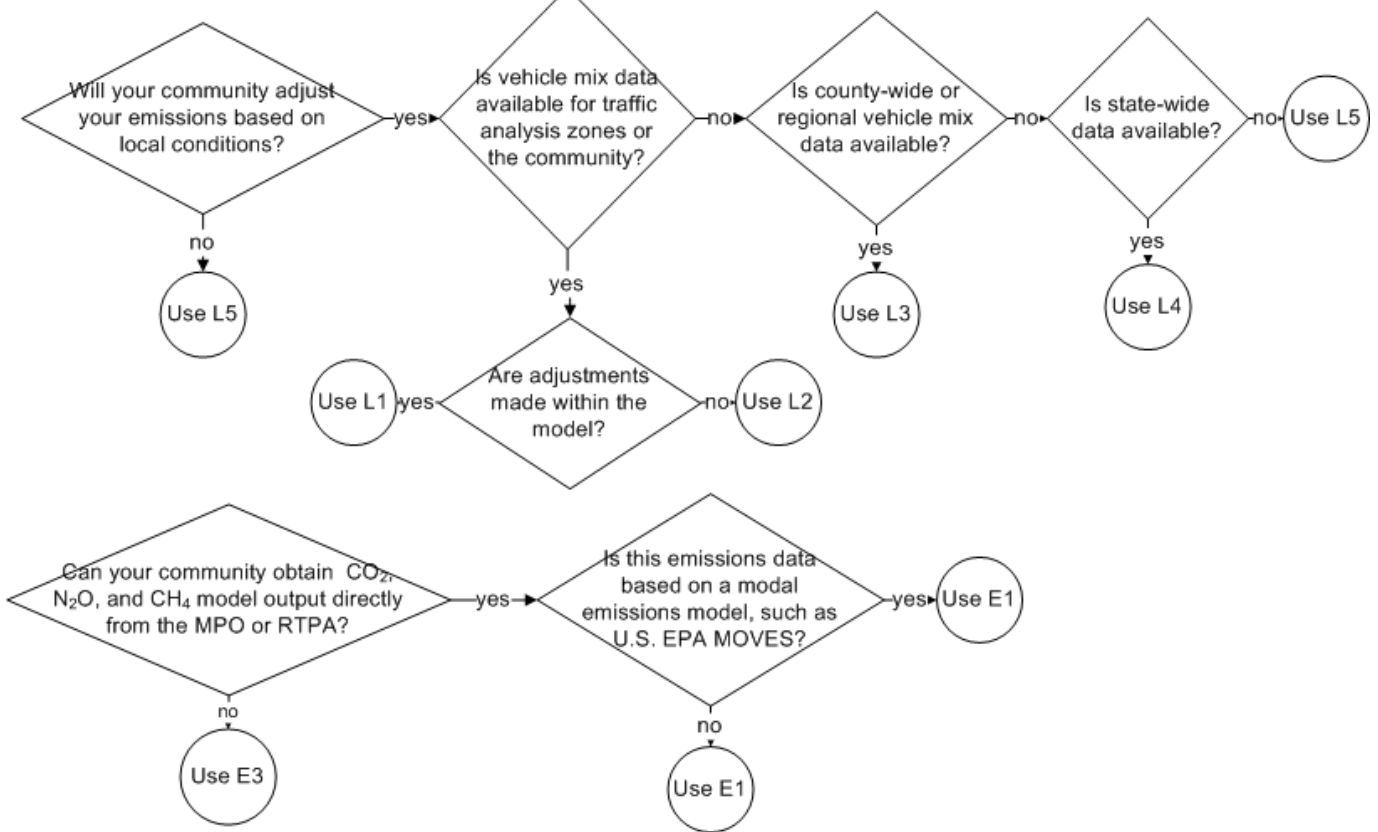 Will your community adjust
your emissions based on
local conditions?
yes
Is vehicle mix data
available for traffic
analysis zones or
the community?
no
Is county-wide or
regional vehicle mix
data available?
no
Is state-wide
data available?
no
Use L5
no
Use L5
yes
yes
Use L3
yes
Use L4
Use L1
yes
Are adjustments
made within the
model?
no
Use L2
Can your community obtain CO₂,
N₂O, and CH₄ model output directly
from the MPO or RTPA?
yes
Is this emissions data
based on a modal
emissions model, such as
U.S. EPA MOVES?
yes
Use E1
no
Use E3
no
Use E1